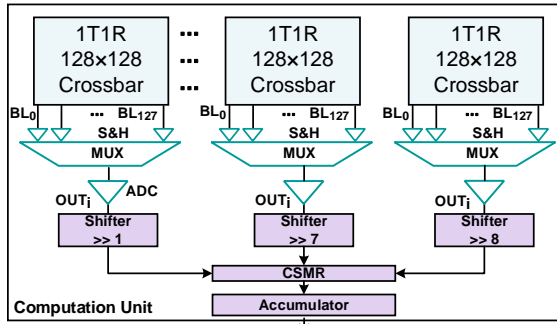 1T1R
128×128
Crossbar
...
...
...
1T1R
128×128
Crossbar
1T1R
128×128
Crossbar
BL0 ... BL127
BL0 ... BL127
BL0 ... BL127
S&H
S&H
S&H
MUX
MUX
MUX
ADC
OUTi
OUTi
OUTi
Shifter
>> 1
Shifter
>> 7
Shifter
>> 8
CSMR
Computation Unit
Accumulator